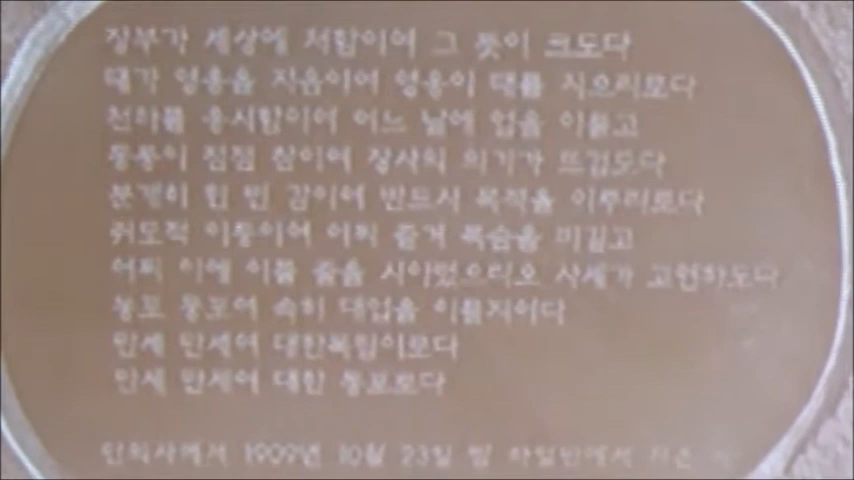 장부가 세상에 처함이여 그 뜻이 크도다
때가 영웅을 지음이여 영웅이 때를 지으리로다
천하를 웅시함이여 어느 날에 업을 이룰고
동풍이 점점 참이여 장사의 의기가 뜨겁도다
분개히 한 번 감이여 반드시 목적을 이루리로다
쥐도적 이등이여 어찌 즐겨 목숨을 비길고
어찌 이에 이를 줄을 시아렸으리오 사세가 고연하도다
동포 동포여 속히 대업을 이룰지어다
만세 만세여 대한독립이로다
만세 만세여 대한 동포로다
안의사께서 1909년 10월 23일 밤 하얼빈에서 지은